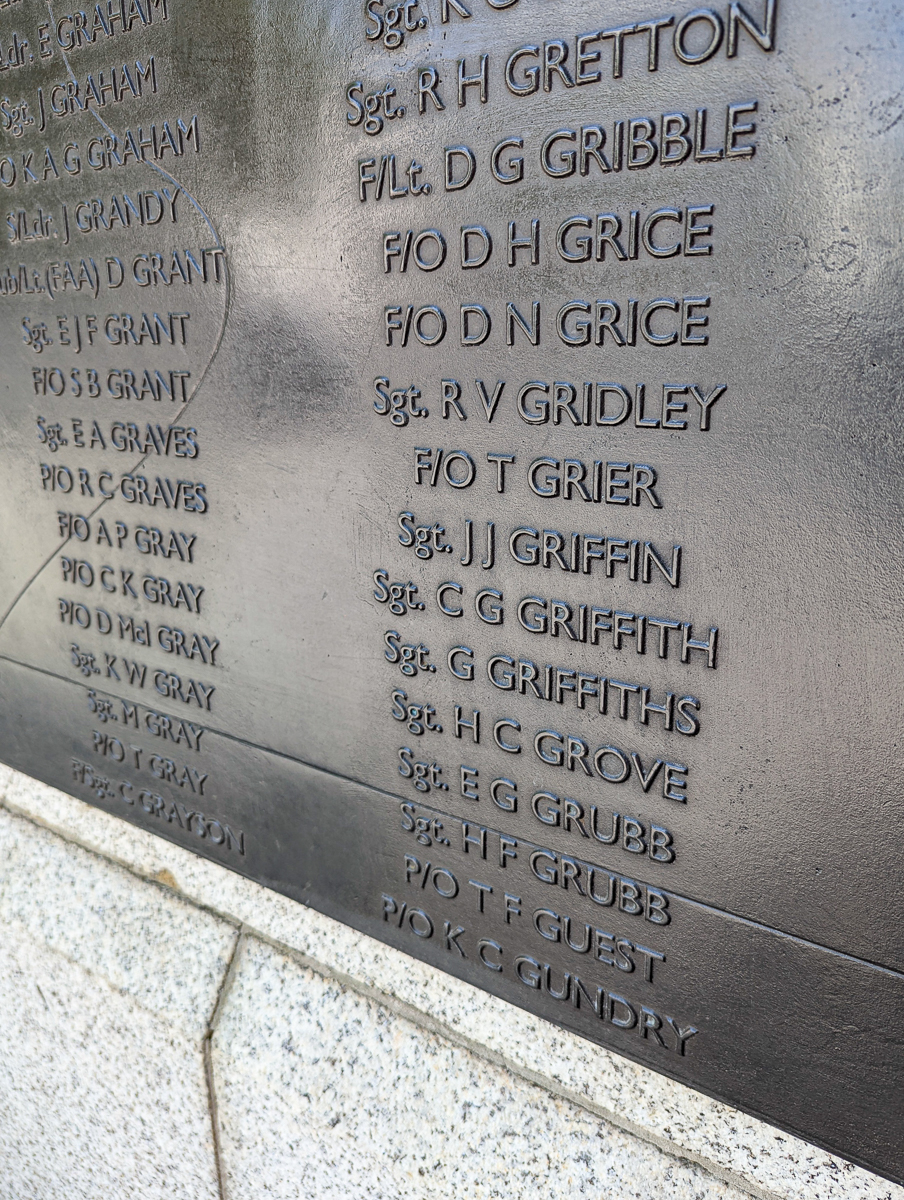 E GRAHAM
Sgt. J GRAHAM
K A G GRAHAM
S/Ldr. J GRANDY
(FAA) D GRANT
Sgt. E J F GRANT
F/O S B GRANT
Sgt. E A GRAVES
P/O R C GRAVES
F/O A P GRAY
P/O C K GRAY
P/O D McI GRAY
Sgt. K W GRAY
Sgt. M GRAY
P/O T GRAY
F/Sgt. C GRAYSON
Sgt.
Sgt. R H GRETTON
F/Lt. D G GRIBBLE
F/O D H GRICE
F/O D N GRICE
Sgt. R V GRIDLEY
F/O T GRIER
Sgt. J J GRIFFIN
Sgt. C G GRIFFITH
Sgt. G GRIFFITHS
Sgt. H C GROVE
Sgt. E G GRUBB
Sgt. H F GRUBB
P/O T F GUEST
P/O K C GUNDRY